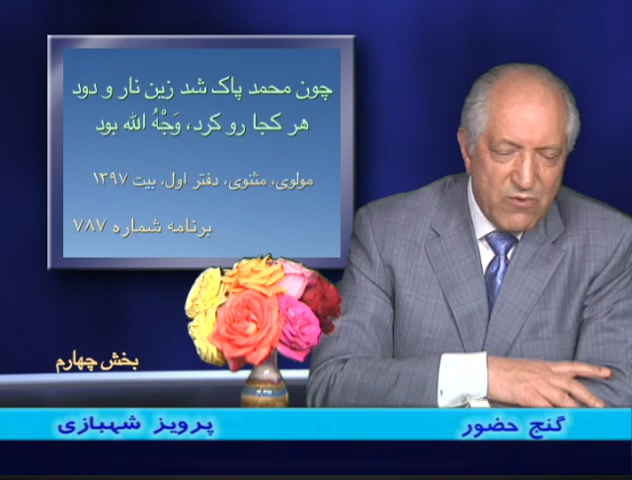 چون محمد پاک شد زین نار و دود
هر کجا رو کرد، وَجْهُ الله بود
مولوی، مثنوی، دفتر اول، بیت ۱۳۹۷
برنامه شماره ۷۸۷
بخش چهارم
گنج حضور
پرویز شهبازی